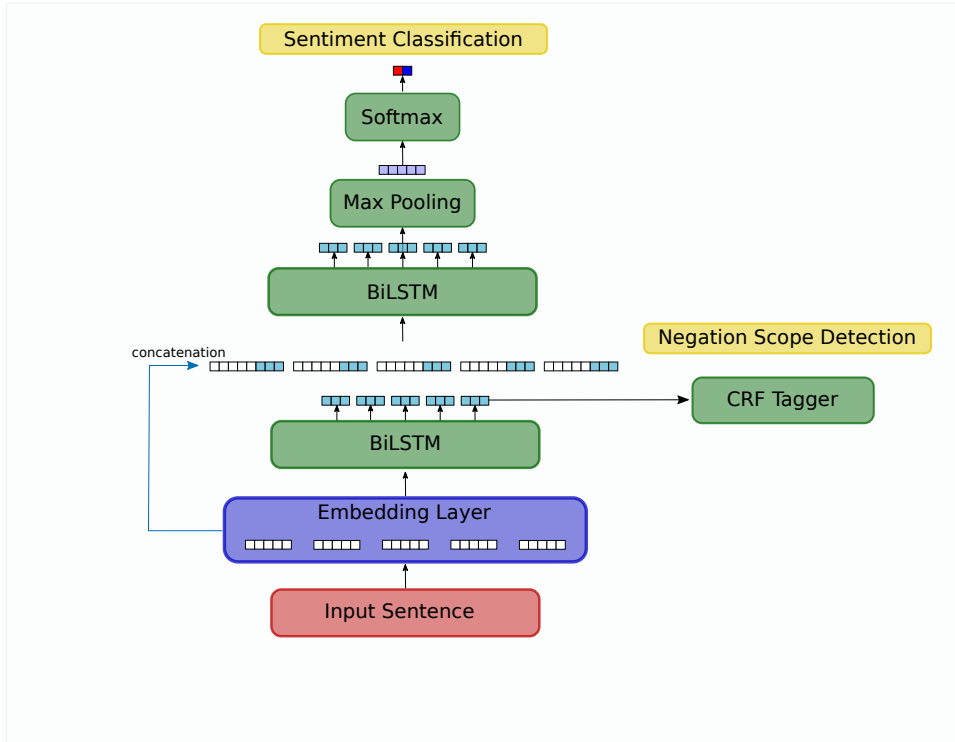 Sentiment Classification
Softmax
Max Pooling
BiLSTM
Negation Scope Detection
concatenation
CRF Tagger
BiLSTM
Embedding Layer
Input Sentence